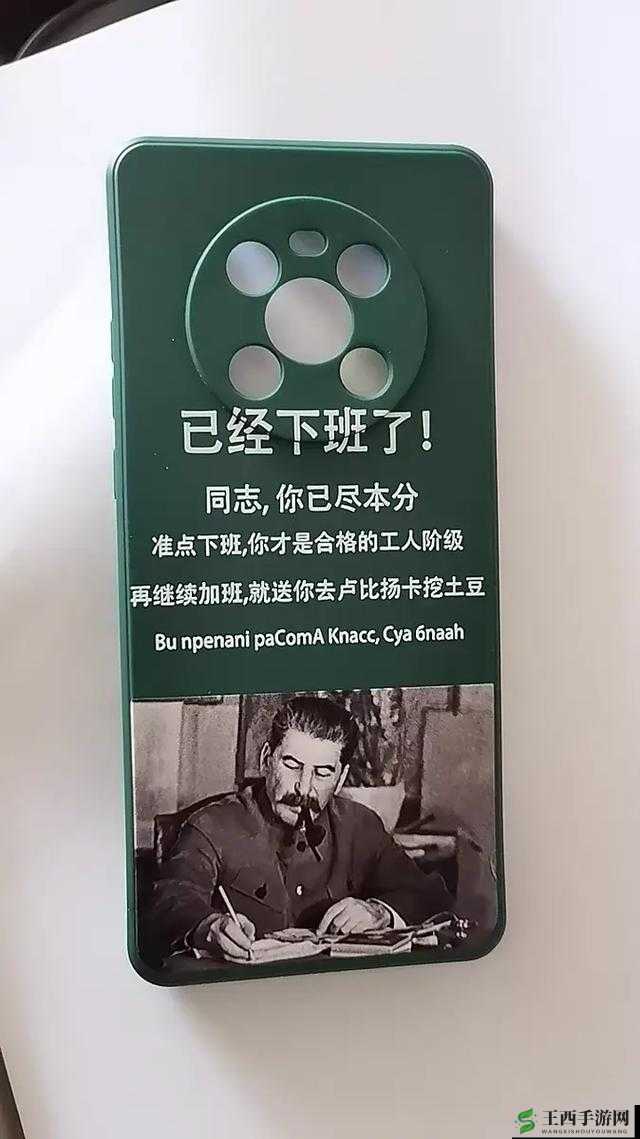 已经下班了!
同志,你已尽本分
准点下班,你才是合格的工人阶级
再继续加班,就送你去卢比扬卡挖土豆
Bu npenani paComA Knacc, Cya 6naah
王西手游网
WANGXISHOUYOUWANG